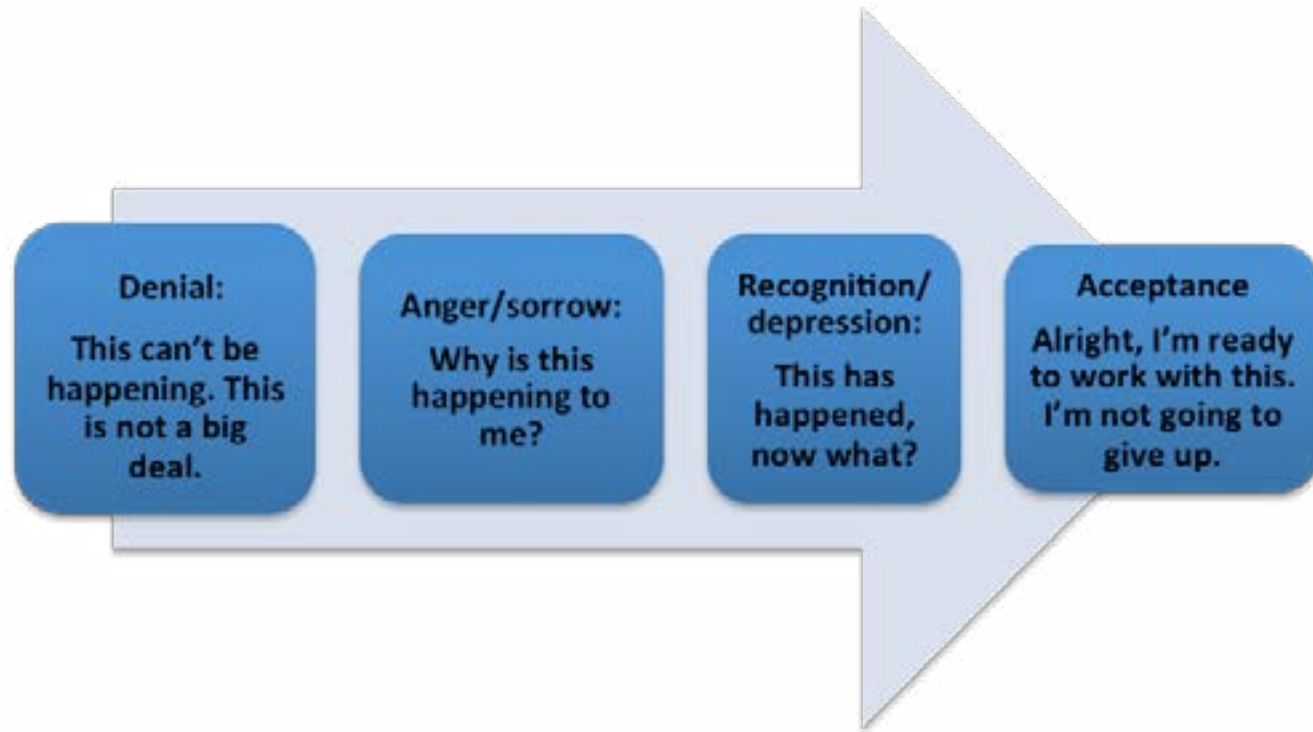 Denial:
This can't be
happening. This
is not a big
deal.
Anger/sorrow:
Why is this
happening to
me?
Recognition/
depression:
This has
happened,
now what?
Acceptance
Alright, I'm ready
to work with this.
I'm not going to
give up.